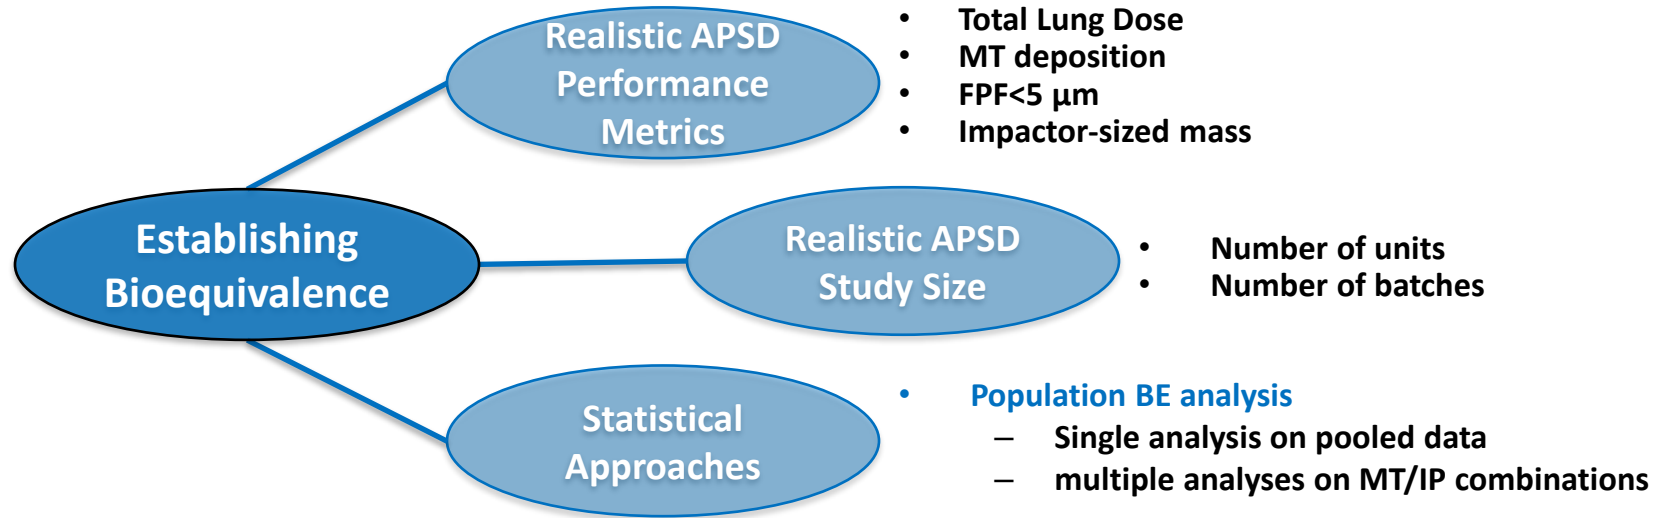 Establishing
Bioequivalence
Realistic APSD
Performance
Metrics
• Total Lung Dose
• MT deposition
• FPF<5 µm
• Impactor-sized mass
Realistic APSD
Study Size
• Number of units
• Number of batches
Statistical
Approaches
• Population BE analysis
– Single analysis on pooled data
– multiple analyses on MT/IP combinations